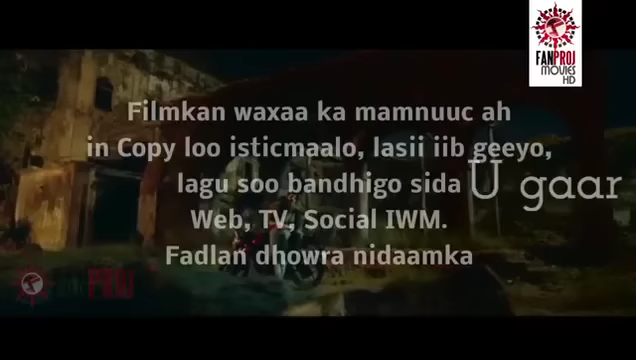 FANPROJ
MOVIES
HD
Filmkan waxaa ka mamnuuc ah
in Copy loo isticmaalo, lasii iib geeyo,
lagu soo bandhigo sida
U gaar
Web, TV, Social IWM.
Fadlan dhowra nidaamka
FANPROJ